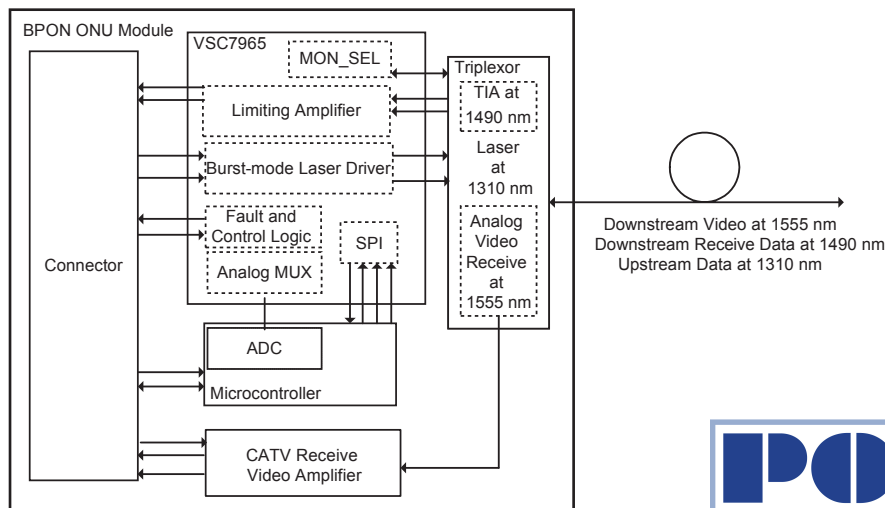 BPON ONU Module
VSC7965
MON_SEL
Triplexor
TIA at
1490 nm
Limiting Amplifier
Laser
at
1310 nm
Burst-mode Laser Driver
Fault and
Control Logic
SPI
Analog
Video
Receive
at
1555 nm
Connector
Analog MUX
ADC
Microcontroller
CATV Receive
Video Amplifier
Downstream Video at 1555 nm
Downstream Receive Data at 1490 nm
Upstream Data at 1310 nm
PO